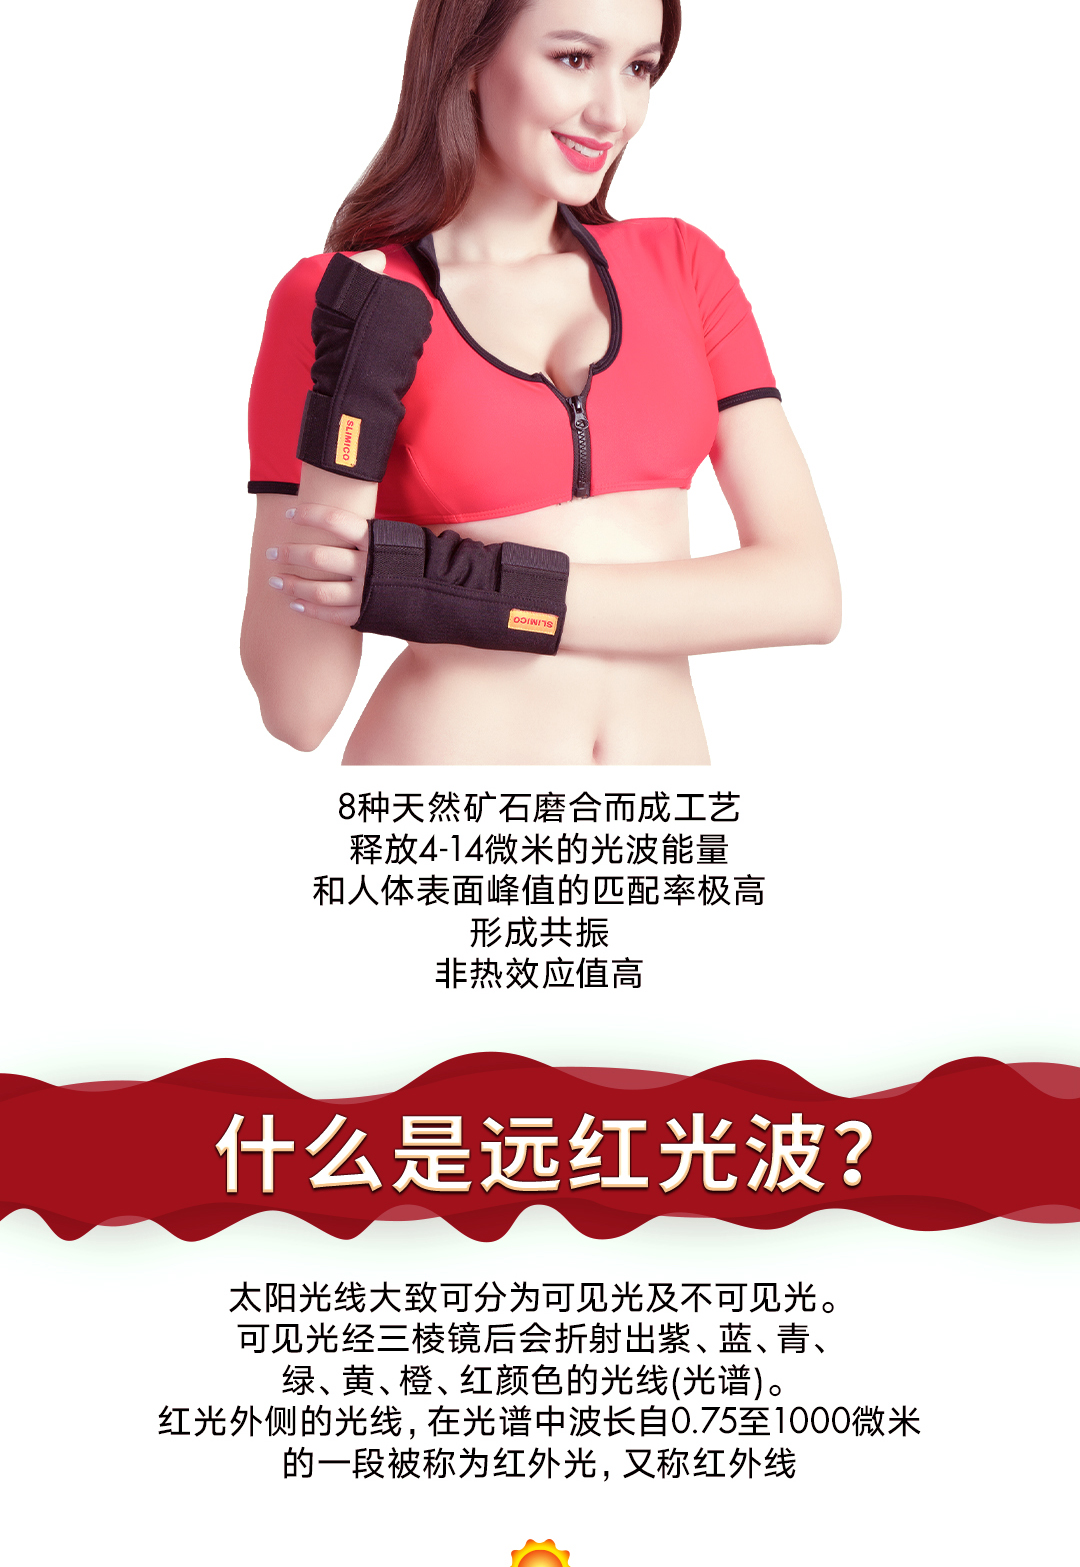 SLIMICO
SLIMICO
8种天然矿石磨合而成工艺
释放4-14微米的光波能量
和人体表面峰值的匹配率极高
形成共振
非热效应值高
什么是远红光波?
太阳光线大致可分为可见光及不可见光。
可见光经三棱镜后会折射出紫、蓝、青、
绿、黄、橙、红颜色的光线(光谱)。
红光外侧的光线,在光谱中波长自0.75至1000微米
的一段被称为红外光,又称红外线